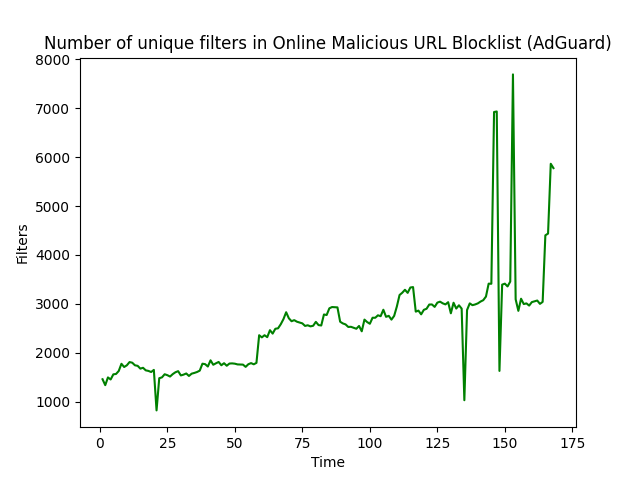 Number of unique filters in Online Malicious URL Blocklist (AdGuard)
8000
7000
6000
5000
4000
3000
2000
1000
Filters
0 25 50 75 100 125 150 175
Time